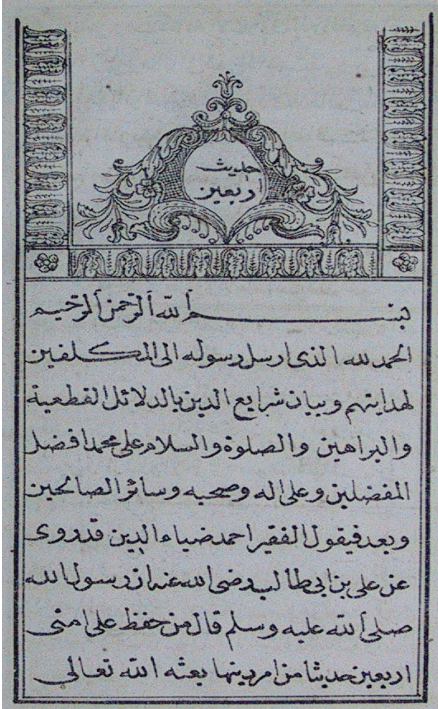 حديث
اربعين
بسم الله الرحمن الرحيم
الحمد لله الذى ارسل رسوله الى المكلفين
لهدايتهم وبيان شرايع الدين بالدلائل القطعية
والبراهين والصلوة والسلام على محمد افضل
المفضلين وعلى اله وصحبه وسائر الصالحين
وبعد فيقول الفقير احمد ضياء الدين قد روى
عن على بن ابى طالب رضى الله عنه ان رسول الله
صلى الله عليه وسلم قال من حفظ على امتى
اربعين حديثا من امر دينها بعثه الله تعالى